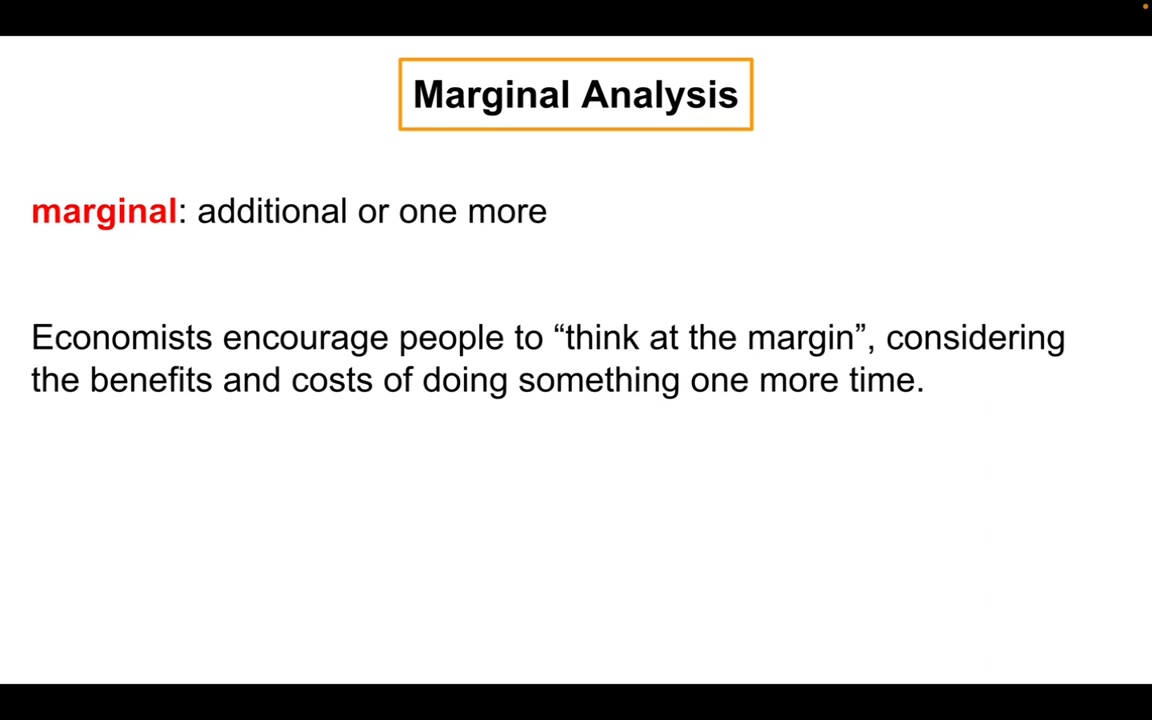 Marginal Analysis
marginal: additional or one more
Economists encourage people to “think at the margin”, considering
the benefits and costs of doing something one more time.